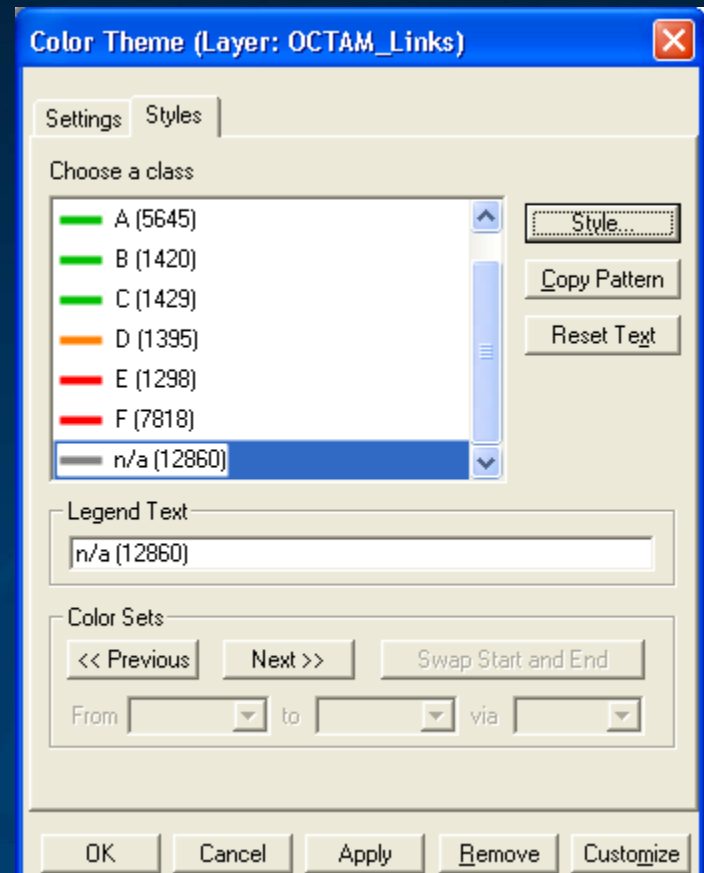 Color Theme (Layer: OCTAM_Links)
Settings Styles
Choose a class
A (5645)
B (1420)
C (1429)
D (1395)
E (1298)
F (7818)
n/a (12860)
Style...
Copy Pattern
Reset Text
Legend Text
n/a (12860)
Color Sets
<< Previous Next >> Swap Start and End
From to via
OK Cancel Apply Remove Customize